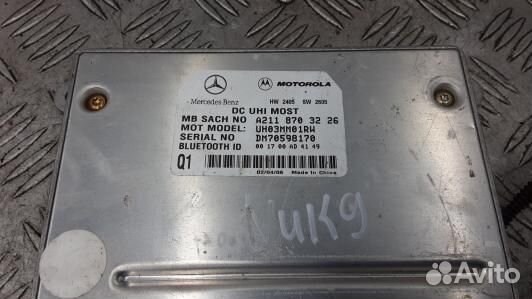 Mercedes-Benz
MOTOROLA
HW 2405 SW 2605
DC UHI MOST
MB SACH NO A211 870 32 26
MOT MODEL: UH03MM01RW
SERIAL NO DM70598170
BLUETOOTH ID 00 17 00 AD 41 49
Q1
02/04/06 Made in China
Avito